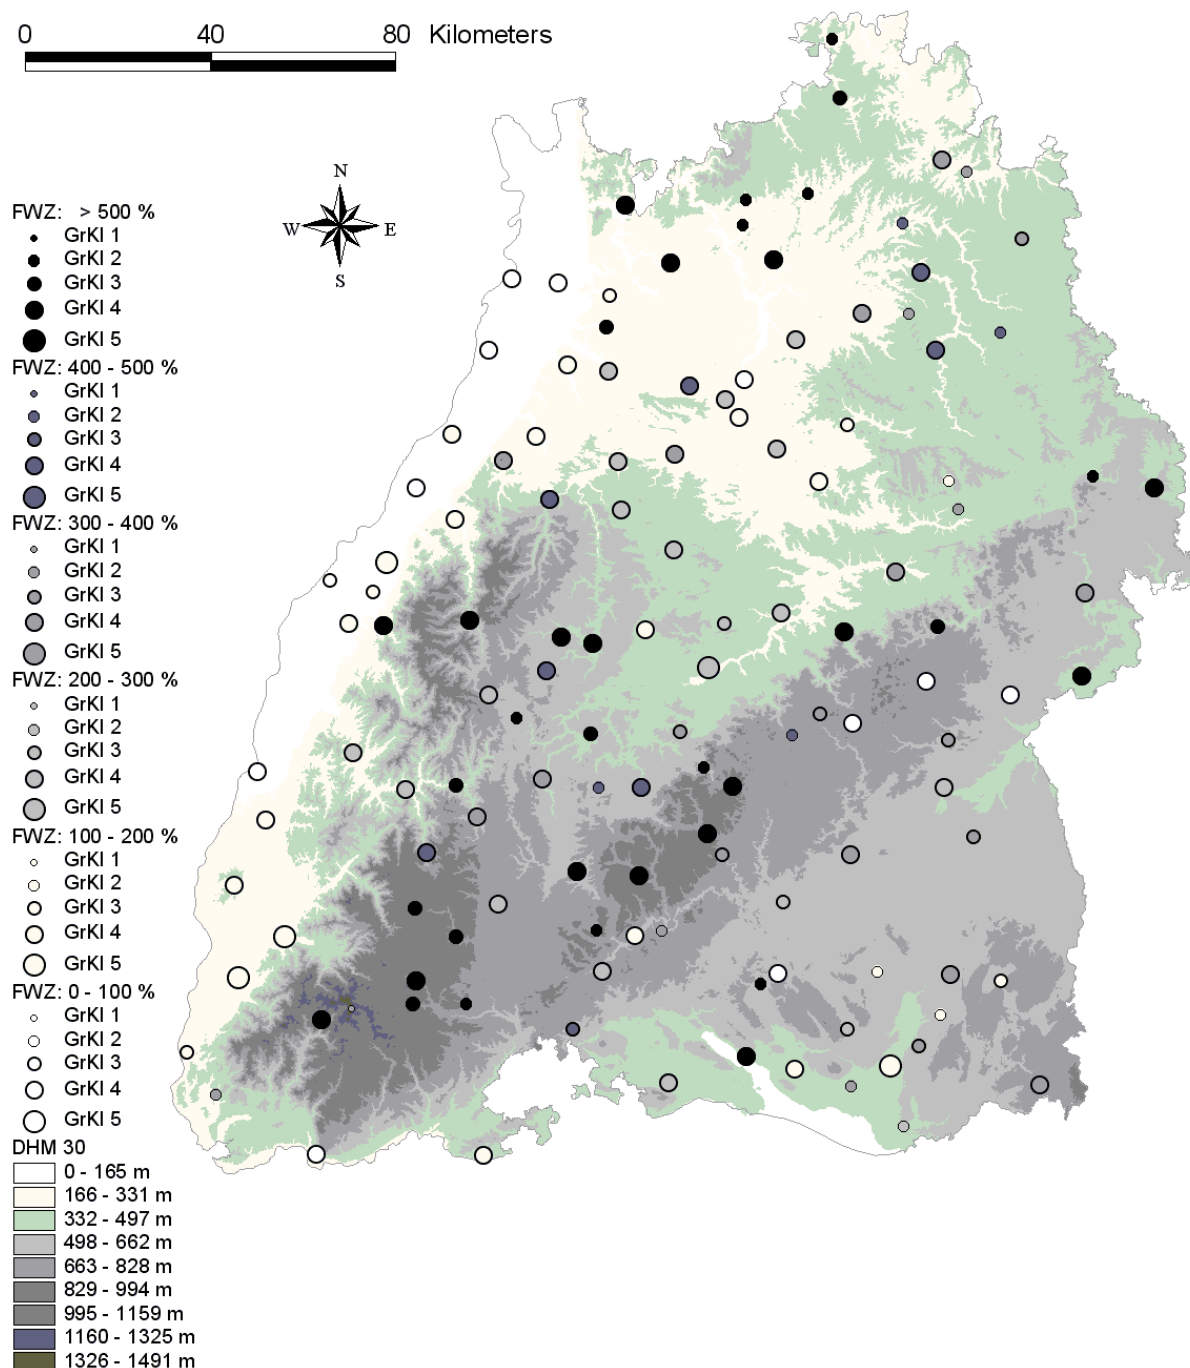 0 40 80 Kilometers
N
W E
S
FWZ: > 500 %
GrKl 1
GrKl 2
GrKl 3
GrKl 4
GrKl 5
FWZ: 400 - 500 %
GrKl 1
GrKl 2
GrKl 3
GrKl 4
GrKl 5
FWZ: 300 - 400 %
GrKl 1
GrKl 2
GrKl 3
GrKl 4
GrKl 5
FWZ: 200 - 300 %
GrKl 1
GrKl 2
GrKl 3
GrKl 4
GrKl 5
FWZ: 100 - 200 %
GrKl 1
GrKl 2
GrKl 3
GrKl 4
GrKl 5
FWZ: 0 - 100 %
GrKl 1
GrKl 2
GrKl 3
GrKl 4
GrKl 5
DHM 30
0 - 165 m
166 - 331 m
332 - 497 m
498 - 662 m
663 - 828 m
829 - 994 m
995 - 1159 m
1160 - 1325 m
1326 - 1491 m